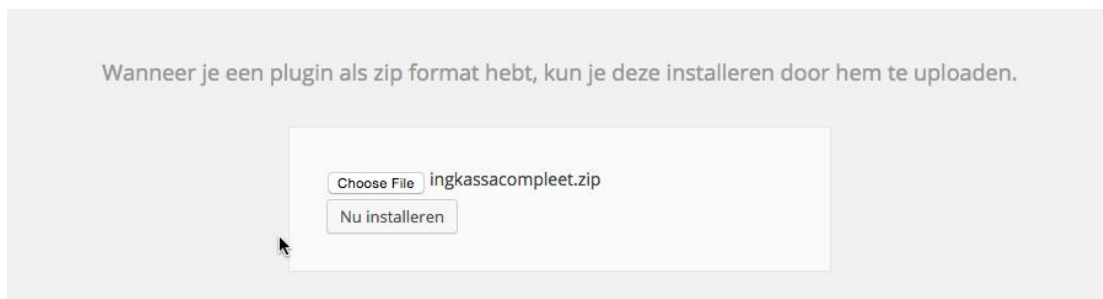 Wanneer je een plugin als zip format hebt, kun je deze installeren door hem te uploaden.
Choose File ingkassacompleet.zip
Nu installeren